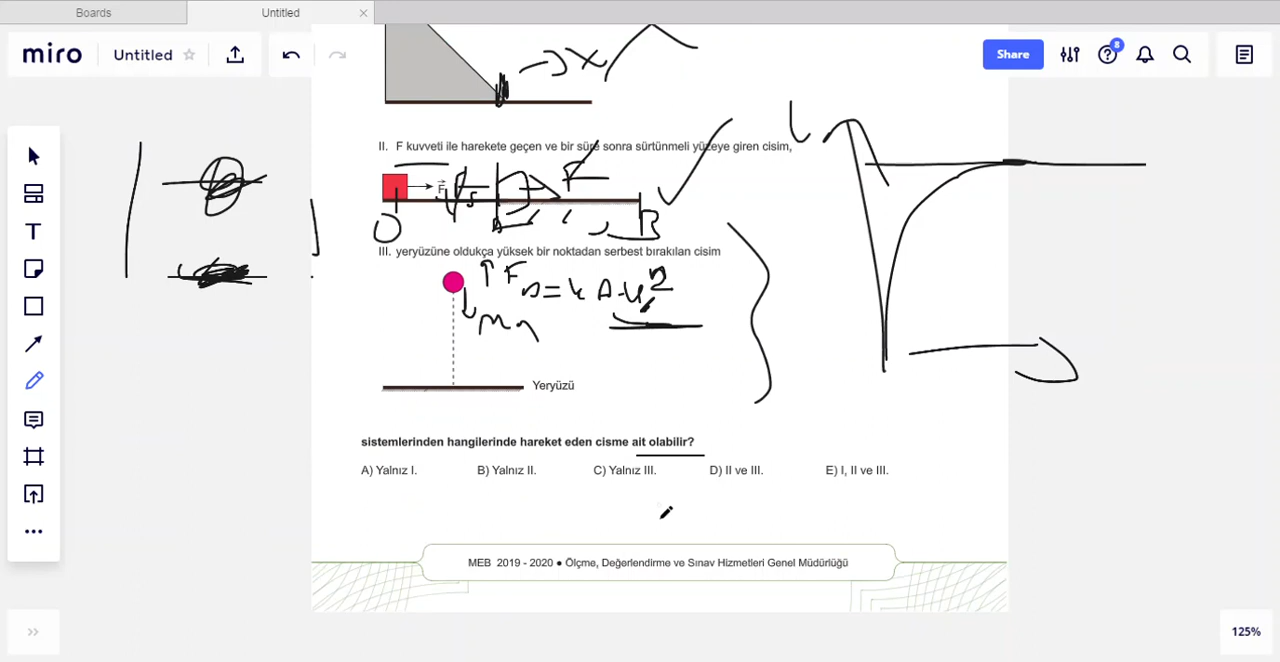 Boards
Untitled
miro
Untitled
Share
8
X
II. F kuvveti ile harekete geçen ve bir süre sonra sürtünmeli yüzeye giren cisim,
F
F
O
A
B
III. yeryüzüne oldukça yüksek bir noktadan serbest bırakılan cisim
mg
Yeryüzü
sistemlerinden hangilerinde hareket eden cisme ait olabilir?
A) Yalnız I. B) Yalnız II. C) Yalnız III. D) II ve III. E) I, II ve III.
MEB 2019 - 2020 ● Ölçme, Değerlendirme ve Sınav Hizmetleri Genel Müdürlüğü
125%